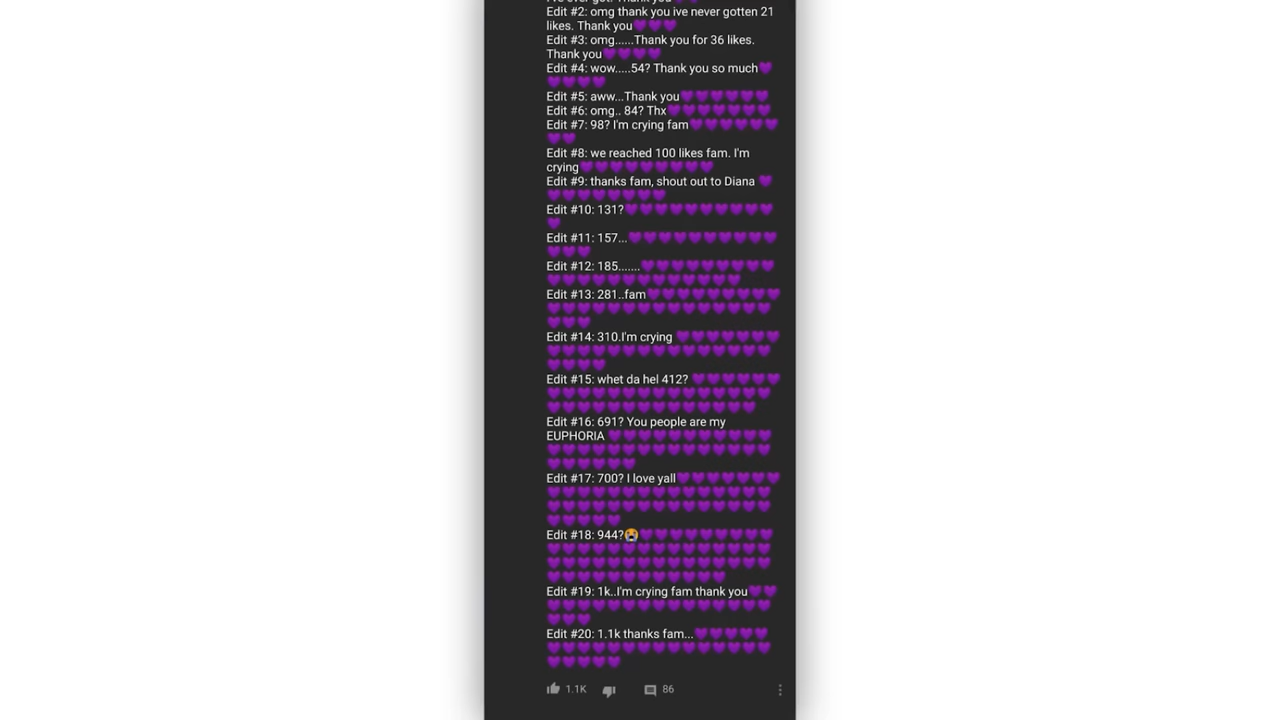 I've ever got. Thank you💜💜
Edit #2: omg thank you ive never gotten 21
likes. Thank you💜💜💜
Edit #3: omg......Thank you for 36 likes.
Thank you💜💜💜💜
Edit #4: wow.....54? Thank you so much💜
💜💜💜💜
Edit #5: aww...Thank you💜💜💜💜💜💜
Edit #6: omg.. 84? Thx💜💜💜💜💜💜💜
Edit #7: 98? I'm crying fam💜💜💜💜💜💜
💜💜
Edit #8: we reached 100 likes fam. I'm
crying💜💜💜💜💜💜💜💜💜
Edit #9: thanks fam, shout out to Diana 💜
💜💜💜💜💜💜💜💜
Edit #10: 131?💜💜💜💜💜💜💜💜💜💜
💜
Edit #11: 157...💜💜💜💜💜💜💜💜💜💜
💜💜💜
Edit #12: 185.......💜💜💜💜💜💜💜💜💜
💜💜💜💜💜💜💜💜💜💜💜💜💜
Edit #13: 281..fam💜💜💜💜💜💜💜💜💜
💜💜💜💜💜💜💜💜💜💜💜💜💜💜💜
💜💜💜
Edit #14: 310.I'm crying 💜💜💜💜💜💜💜
💜💜💜💜💜💜💜💜💜💜💜💜💜💜💜
💜💜💜💜
Edit #15: whet da hel 412? 💜💜💜💜💜💜
💜💜💜💜💜💜💜💜💜💜💜💜💜💜💜
💜💜💜💜💜💜💜💜💜💜💜💜💜💜
Edit #16: 691? You people are my
EUPHORIA 💜💜💜💜💜💜💜💜💜💜💜
💜💜💜💜💜💜💜💜💜💜💜💜💜💜💜
💜💜💜💜💜💜
Edit #17: 700? I love yall💜💜💜💜💜💜💜
💜💜💜💜💜💜💜💜💜💜💜💜💜💜💜
💜💜💜💜💜💜💜💜💜💜💜💜💜💜💜
💜💜💜💜💜
Edit #18: 944?😭💜💜💜💜💜💜💜💜💜
💜💜💜💜💜💜💜💜💜💜💜💜💜💜💜
💜💜💜💜💜💜💜💜💜💜💜💜💜💜💜
💜💜💜💜💜💜💜💜💜💜💜💜
Edit #19: 1k..I'm crying fam thank you💜💜
💜💜💜💜💜💜💜💜💜💜💜💜💜💜💜
💜💜💜
Edit #20: 1.1k thanks fam...💜💜💜💜💜
💜💜💜💜💜💜💜💜💜💜💜💜💜💜💜
💜💜💜💜💜
1.1K 86